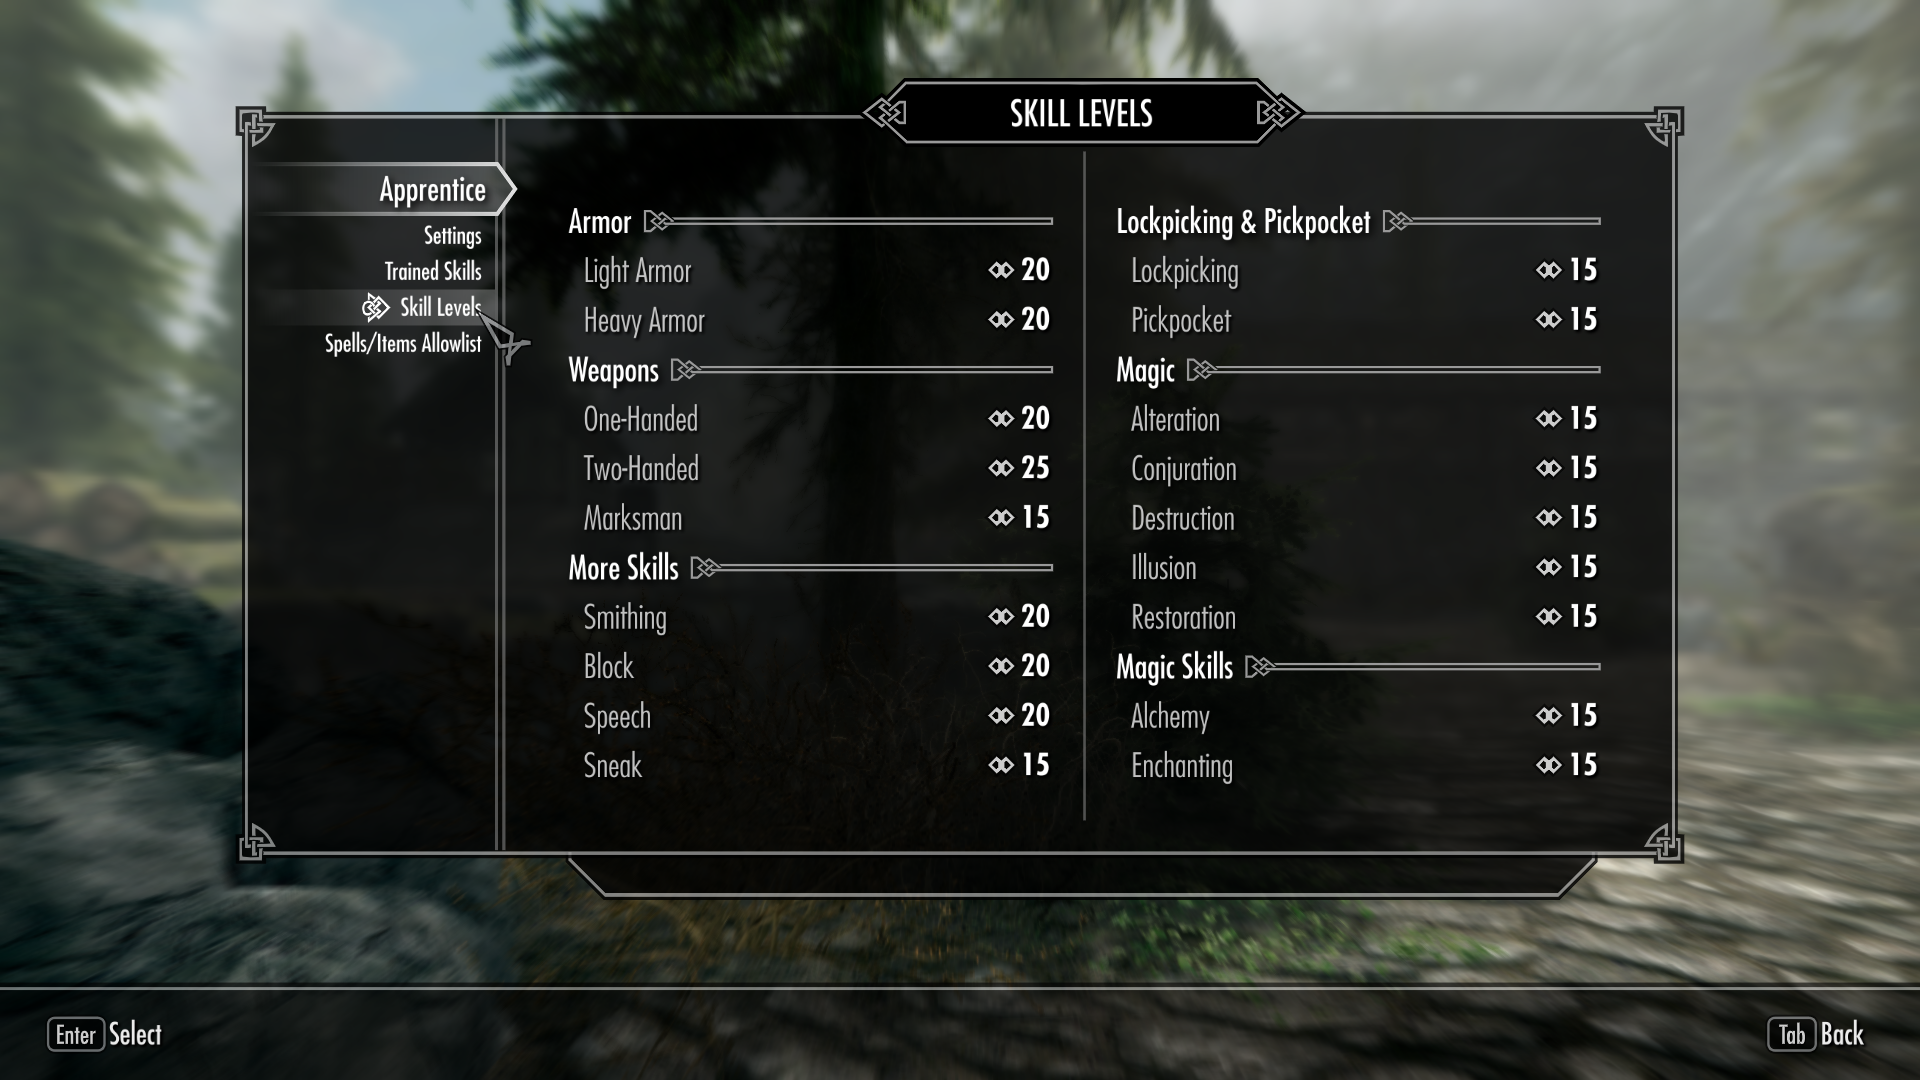 SKILL LEVELS
Apprentice
Settings
Trained Skills
Skill Levels
Spells/Items Allowlist
Armor
Light Armor 20
Heavy Armor 20
Weapons
One-Handed 20
Two-Handed 25
Marksman 15
More Skills
Smithing 20
Block 20
Speech 20
Sneak 15
Lockpicking & Pickpocket
Lockpicking 15
Pickpocket 15
Magic
Alteration 15
Conjuration 15
Destruction 15
Illusion 15
Restoration 15
Magic Skills
Alchemy 15
Enchanting 15
Enter Select
Tab Back